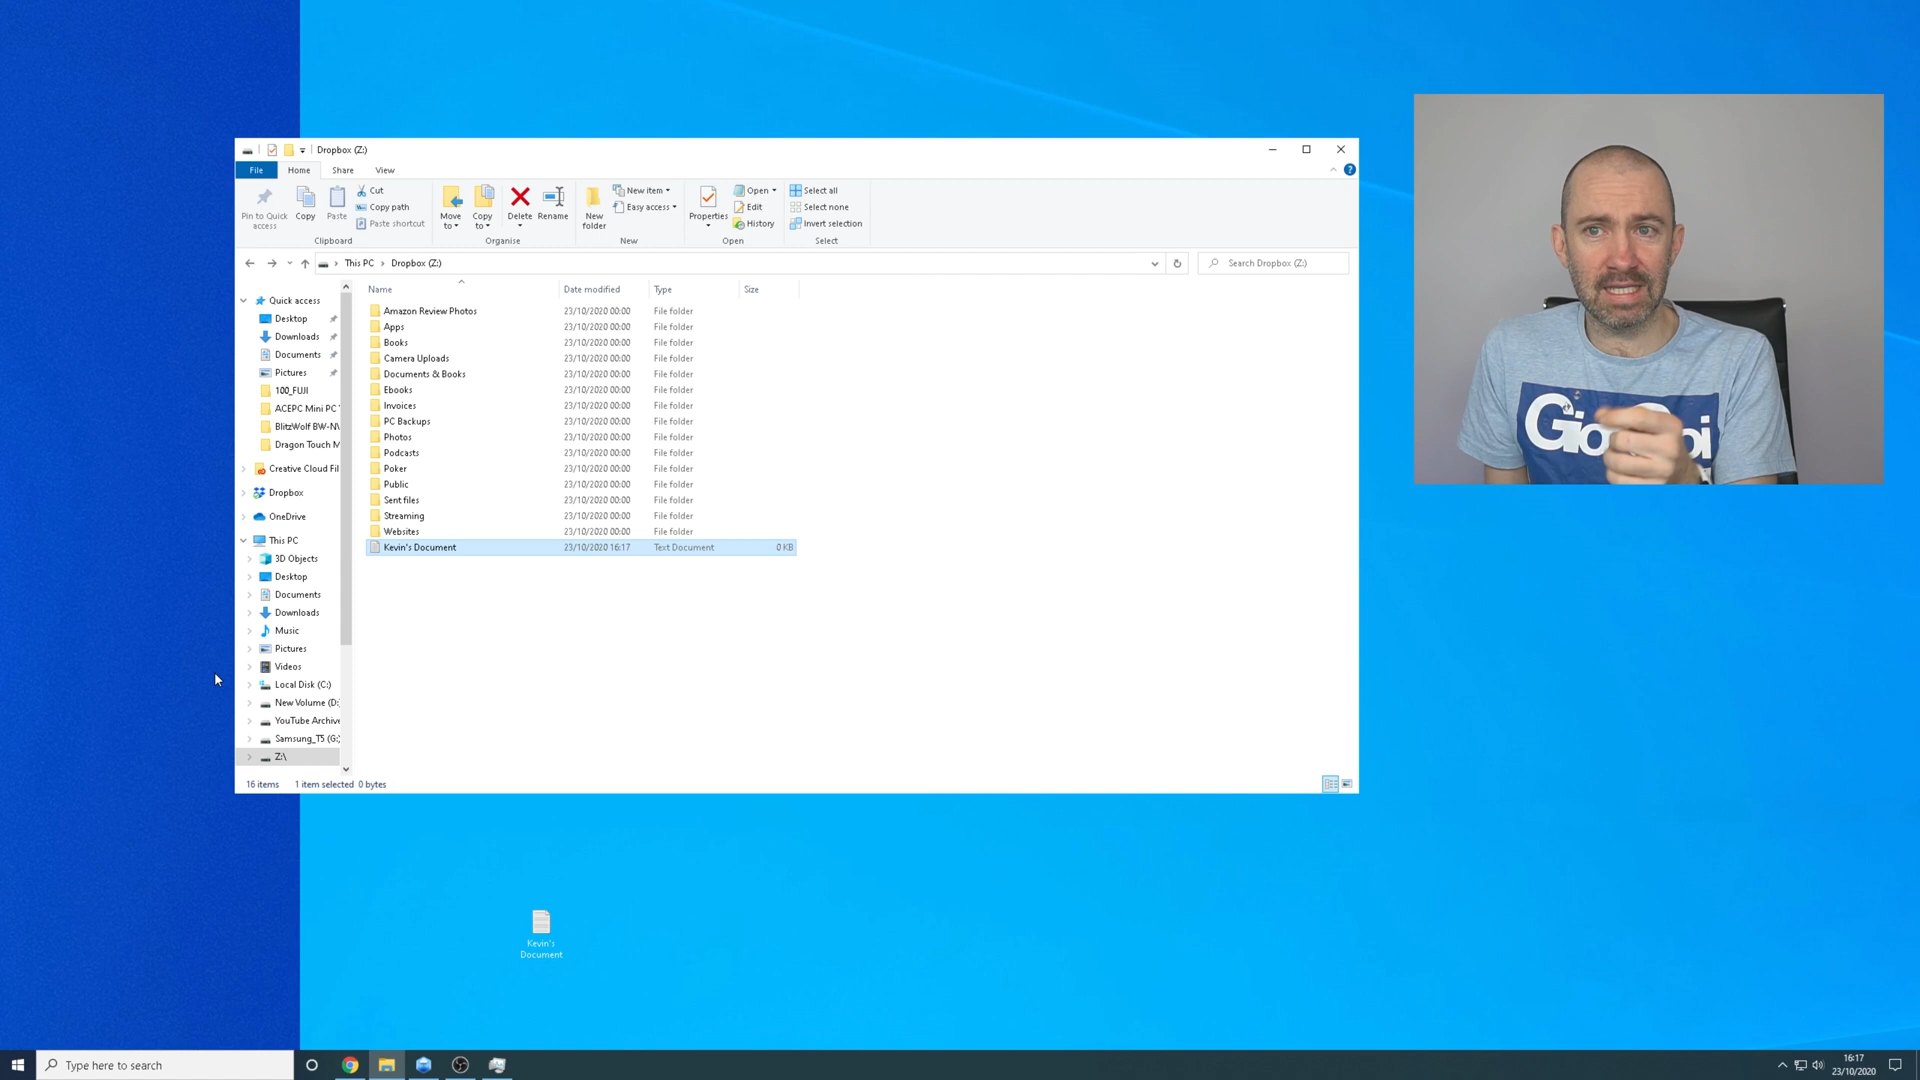 Dropbox (Z:)
File Home Share View
Pin to Quick access
Copy
Paste
Cut
Copy path
Paste shortcut
Clipboard
Move to
Copy to
Delete
Rename
Organise
New folder
New item
Easy access
New
Properties
Open
Edit
History
Open
Select all
Select none
Invert selection
Select
This PC > Dropbox (Z:)
Search Dropbox (Z:)
Quick access
Desktop
Downloads
Documents
Pictures
100_FUJI
ACEPC Mini PC
BlitzWolf BW-N
Dragon Touch M
Creative Cloud Fil
Dropbox
OneDrive
This PC
3D Objects
Desktop
Documents
Downloads
Music
Pictures
Videos
Local Disk (C:)
New Volume (D:
YouTube Archive
Samsung_T5 (G:)
Z:\
Name Date modified Type Size
Amazon Review Photos 23/10/2020 00:00 File folder
Apps 23/10/2020 00:00 File folder
Books 23/10/2020 00:00 File folder
Camera Uploads 23/10/2020 00:00 File folder
Documents & Books 23/10/2020 00:00 File folder
Ebooks 23/10/2020 00:00 File folder
Invoices 23/10/2020 00:00 File folder
PC Backups 23/10/2020 00:00 File folder
Photos 23/10/2020 00:00 File folder
Podcasts 23/10/2020 00:00 File folder
Poker 23/10/2020 00:00 File folder
Public 23/10/2020 00:00 File folder
Sent files 23/10/2020 00:00 File folder
Streaming 23/10/2020 00:00 File folder
Websites 23/10/2020 00:00 File folder
Kevin's Document 23/10/2020 16:17 Text Document 0 KB
16 items 1 item selected 0 bytes
Kevin's
Document
Type here to search
16:17
23/10/2020